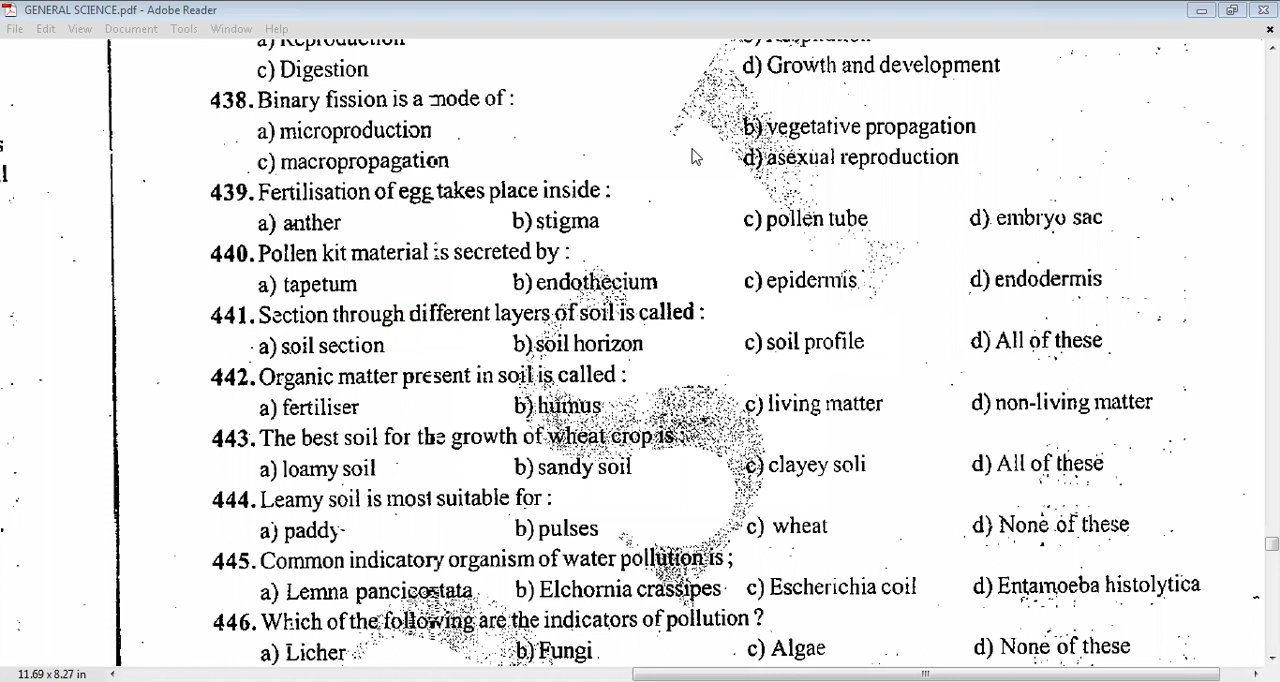 GENERAL SCIENCE.pdf - Adobe Reader
File Edit View Document Tools Window Help
a) Reproduction b) Respiration
c) Digestion d) Growth and development
438. Binary fission is a mode of :
a) microproduction b) vegetative propagation
c) macropropagation d) asexual reproduction
439. Fertilisation of egg takes place inside :
a) anther b) stigma c) pollen tube d) embryo sac
440. Pollen kit material is secreted by :
a) tapetum b) endothecium c) epidermis d) endodermis
441. Section through different layers of soil is called :
a) soil section b) soil horizon c) soil profile d) All of these
442. Organic matter present in soil is called :
a) fertiliser b) humus c) living matter d) non-living matter
443. The best soil for the growth of wheat crop is :
a) loamy soil b) sandy soil c) clayey soli d) All of these
444. Leamy soil is most suitable for :
a) paddy b) pulses c) wheat d) None of these
445. Common indicatory organism of water pollution is ;
a) Lemna pancicostata b) Elchornia crassipes c) Escherichia coil d) Entamoeba histolytica
446. Which of the following are the indicators of pollution ?
a) Licher b) Fungi c) Algae d) None of these
11.69 x 8.27 in